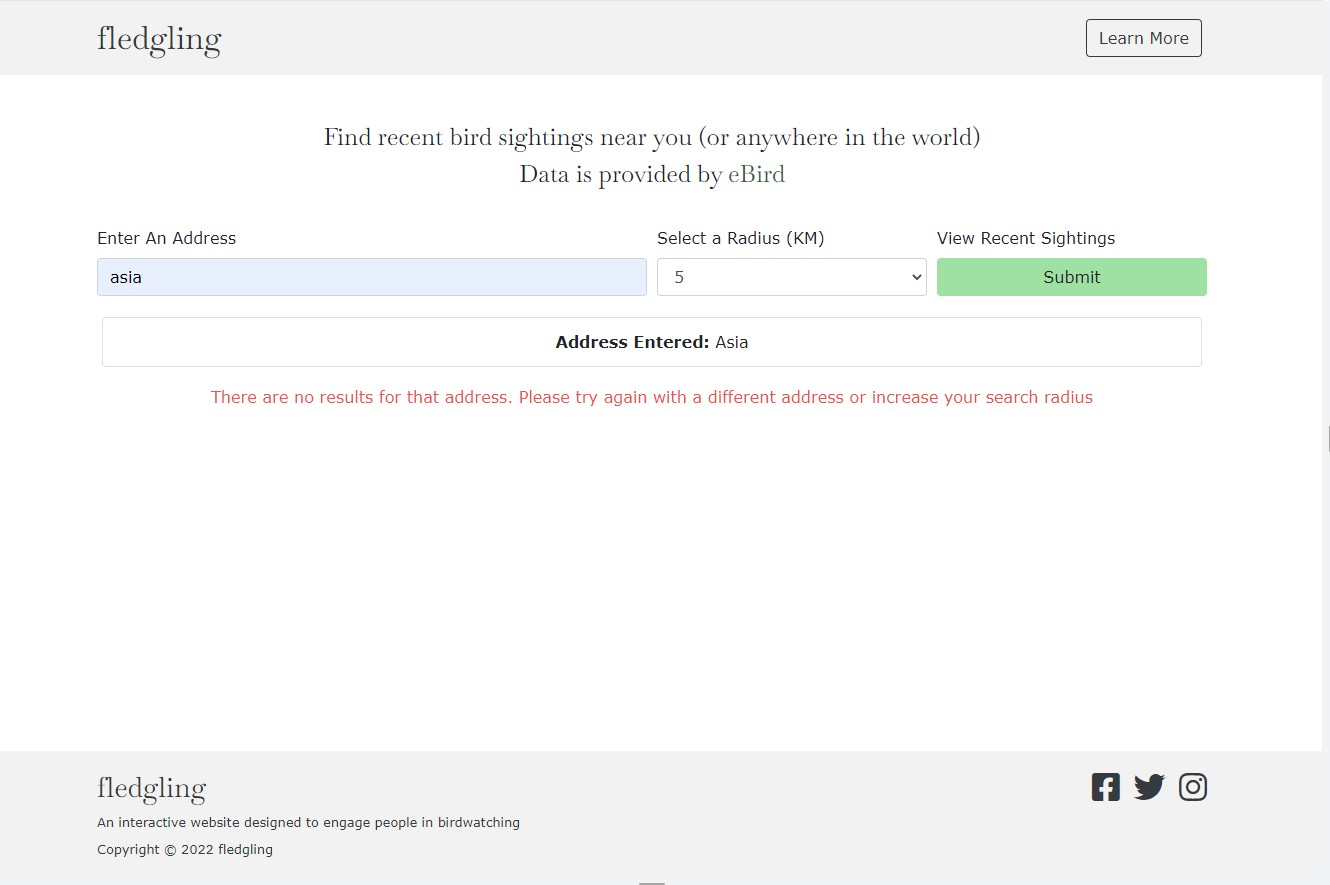 fledgling
Learn More
Find recent bird sightings near you (or anywhere in the world)
Data is provided by eBird
Enter An Address
Select a Radius (KM)
View Recent Sightings
asia
5
Submit
Address Entered: Asia
There are no results for that address. Please try again with a different address or increase your search radius
fledgling
An interactive website designed to engage people in birdwatching
Copyright © 2022 fledgling